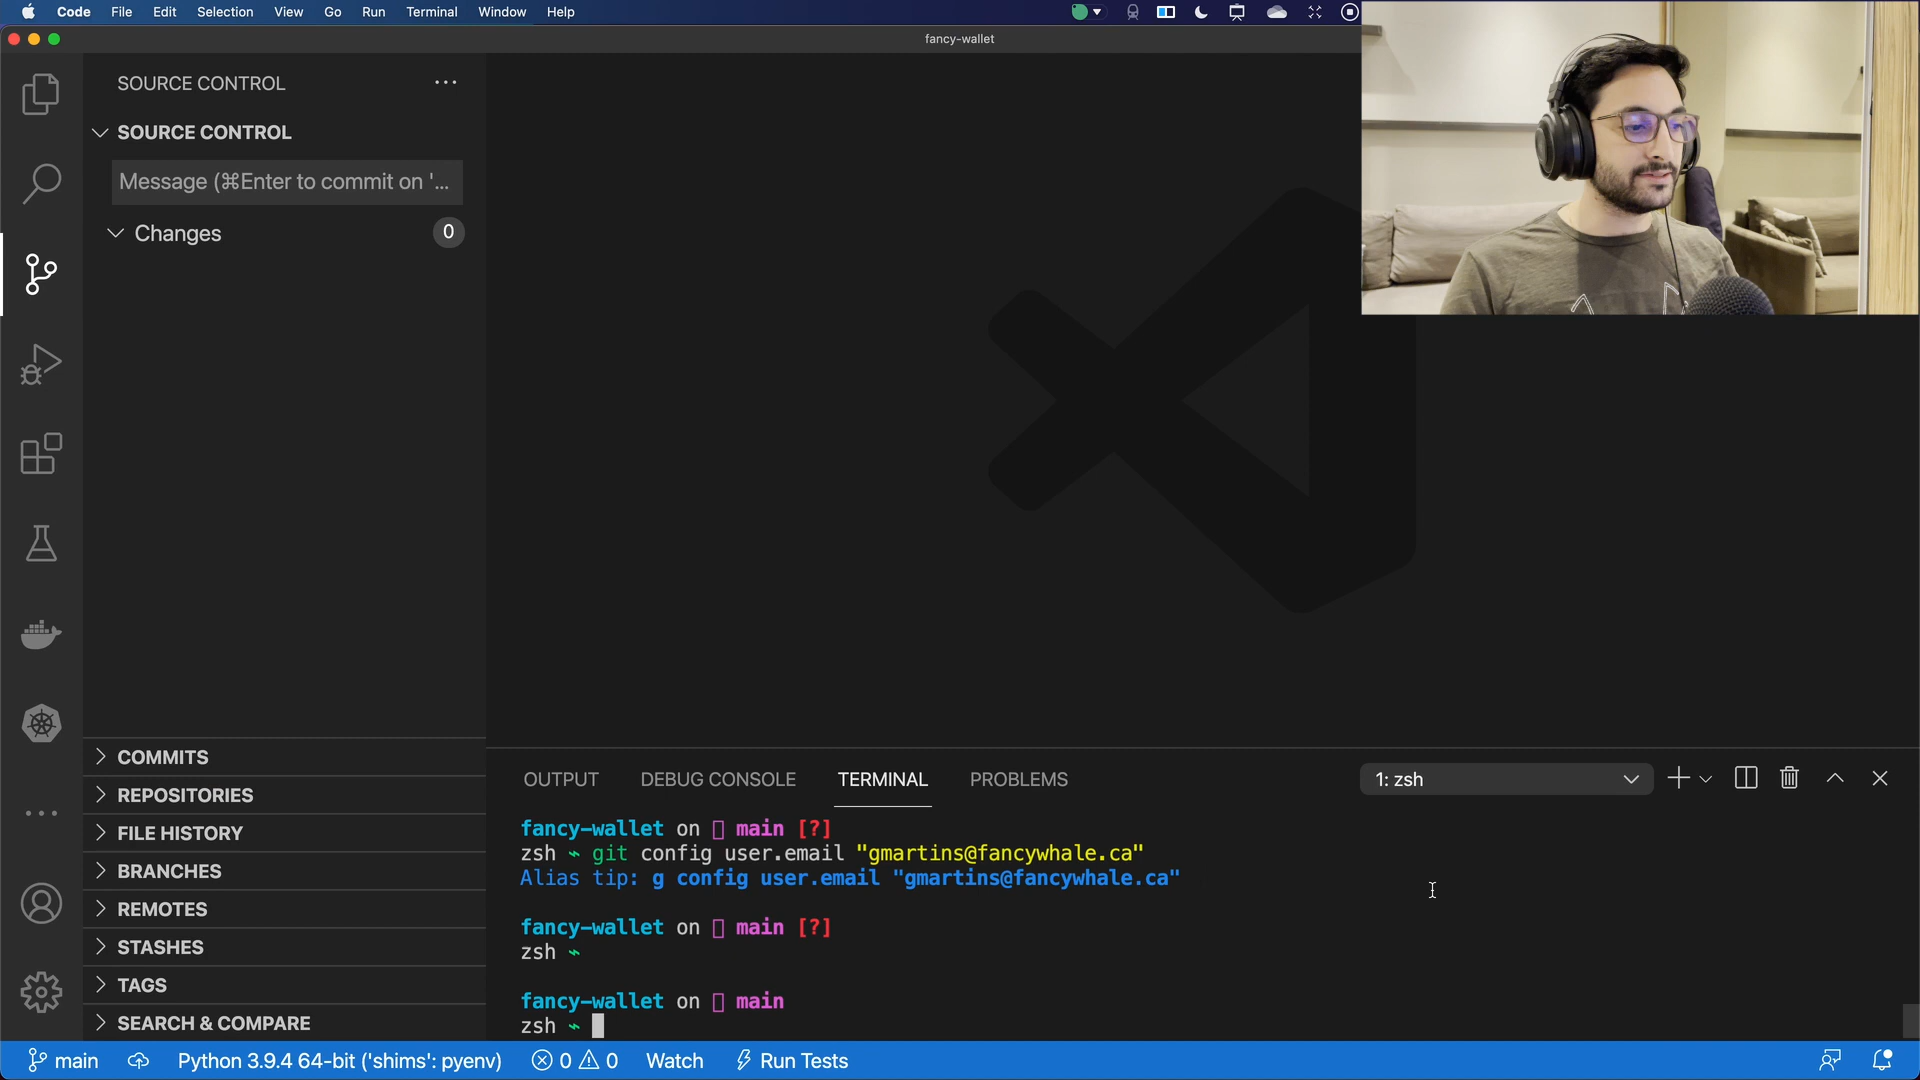 Code File Edit Selection View Go Run Terminal Window Help
fancy-wallet
SOURCE CONTROL
SOURCE CONTROL
Message (⌘Enter to commit on '...
Changes 0
COMMITS
REPOSITORIES
FILE HISTORY
BRANCHES
REMOTES
STASHES
TAGS
SEARCH & COMPARE
OUTPUT DEBUG CONSOLE TERMINAL PROBLEMS 1: zsh
fancy-wallet on main [?]
zsh git config user.email "gmartins@fancywhale.ca"
Alias tip: g config user.email "gmartins@fancywhale.ca"
fancy-wallet on main [?]
zsh
fancy-wallet on main
zsh
main Python 3.9.4 64-bit ('shims': pyenv) 0 0 Watch Run Tests